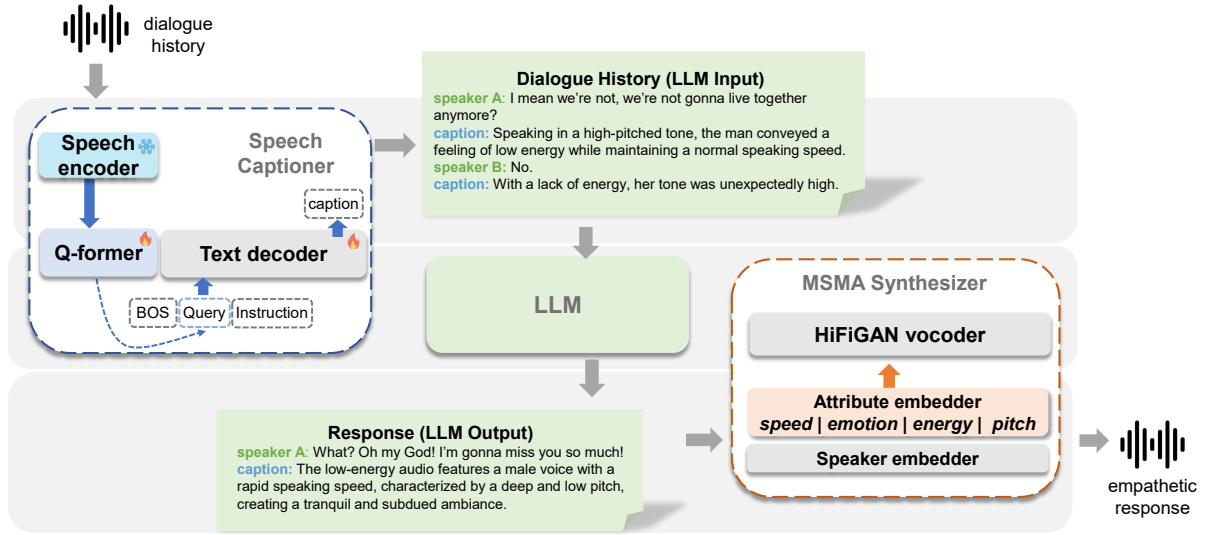 dialogue
history
Speech
encoder
Speech
Captioner
caption
Q-former
Text decoder
BOS
Query
Instruction
Dialogue History (LLM Input)
speaker A: I mean we're not, we're not gonna live together
anymore?
caption: Speaking in a high-pitched tone, the man conveyed a
feeling of low energy while maintaining a normal speaking speed.
speaker B: No.
caption: With a lack of energy, her tone was unexpectedly high.
LLM
Response (LLM Output)
speaker A: What? Oh my God! I'm gonna miss you so much!
caption: The low-energy audio features a male voice with a
rapid speaking speed, characterized by a deep and low pitch,
creating a tranquil and subdued ambiance.
MSMA Synthesizer
HiFiGAN vocoder
Attribute embedder
speed | emotion | energy | pitch
Speaker embedder
empathetic
response